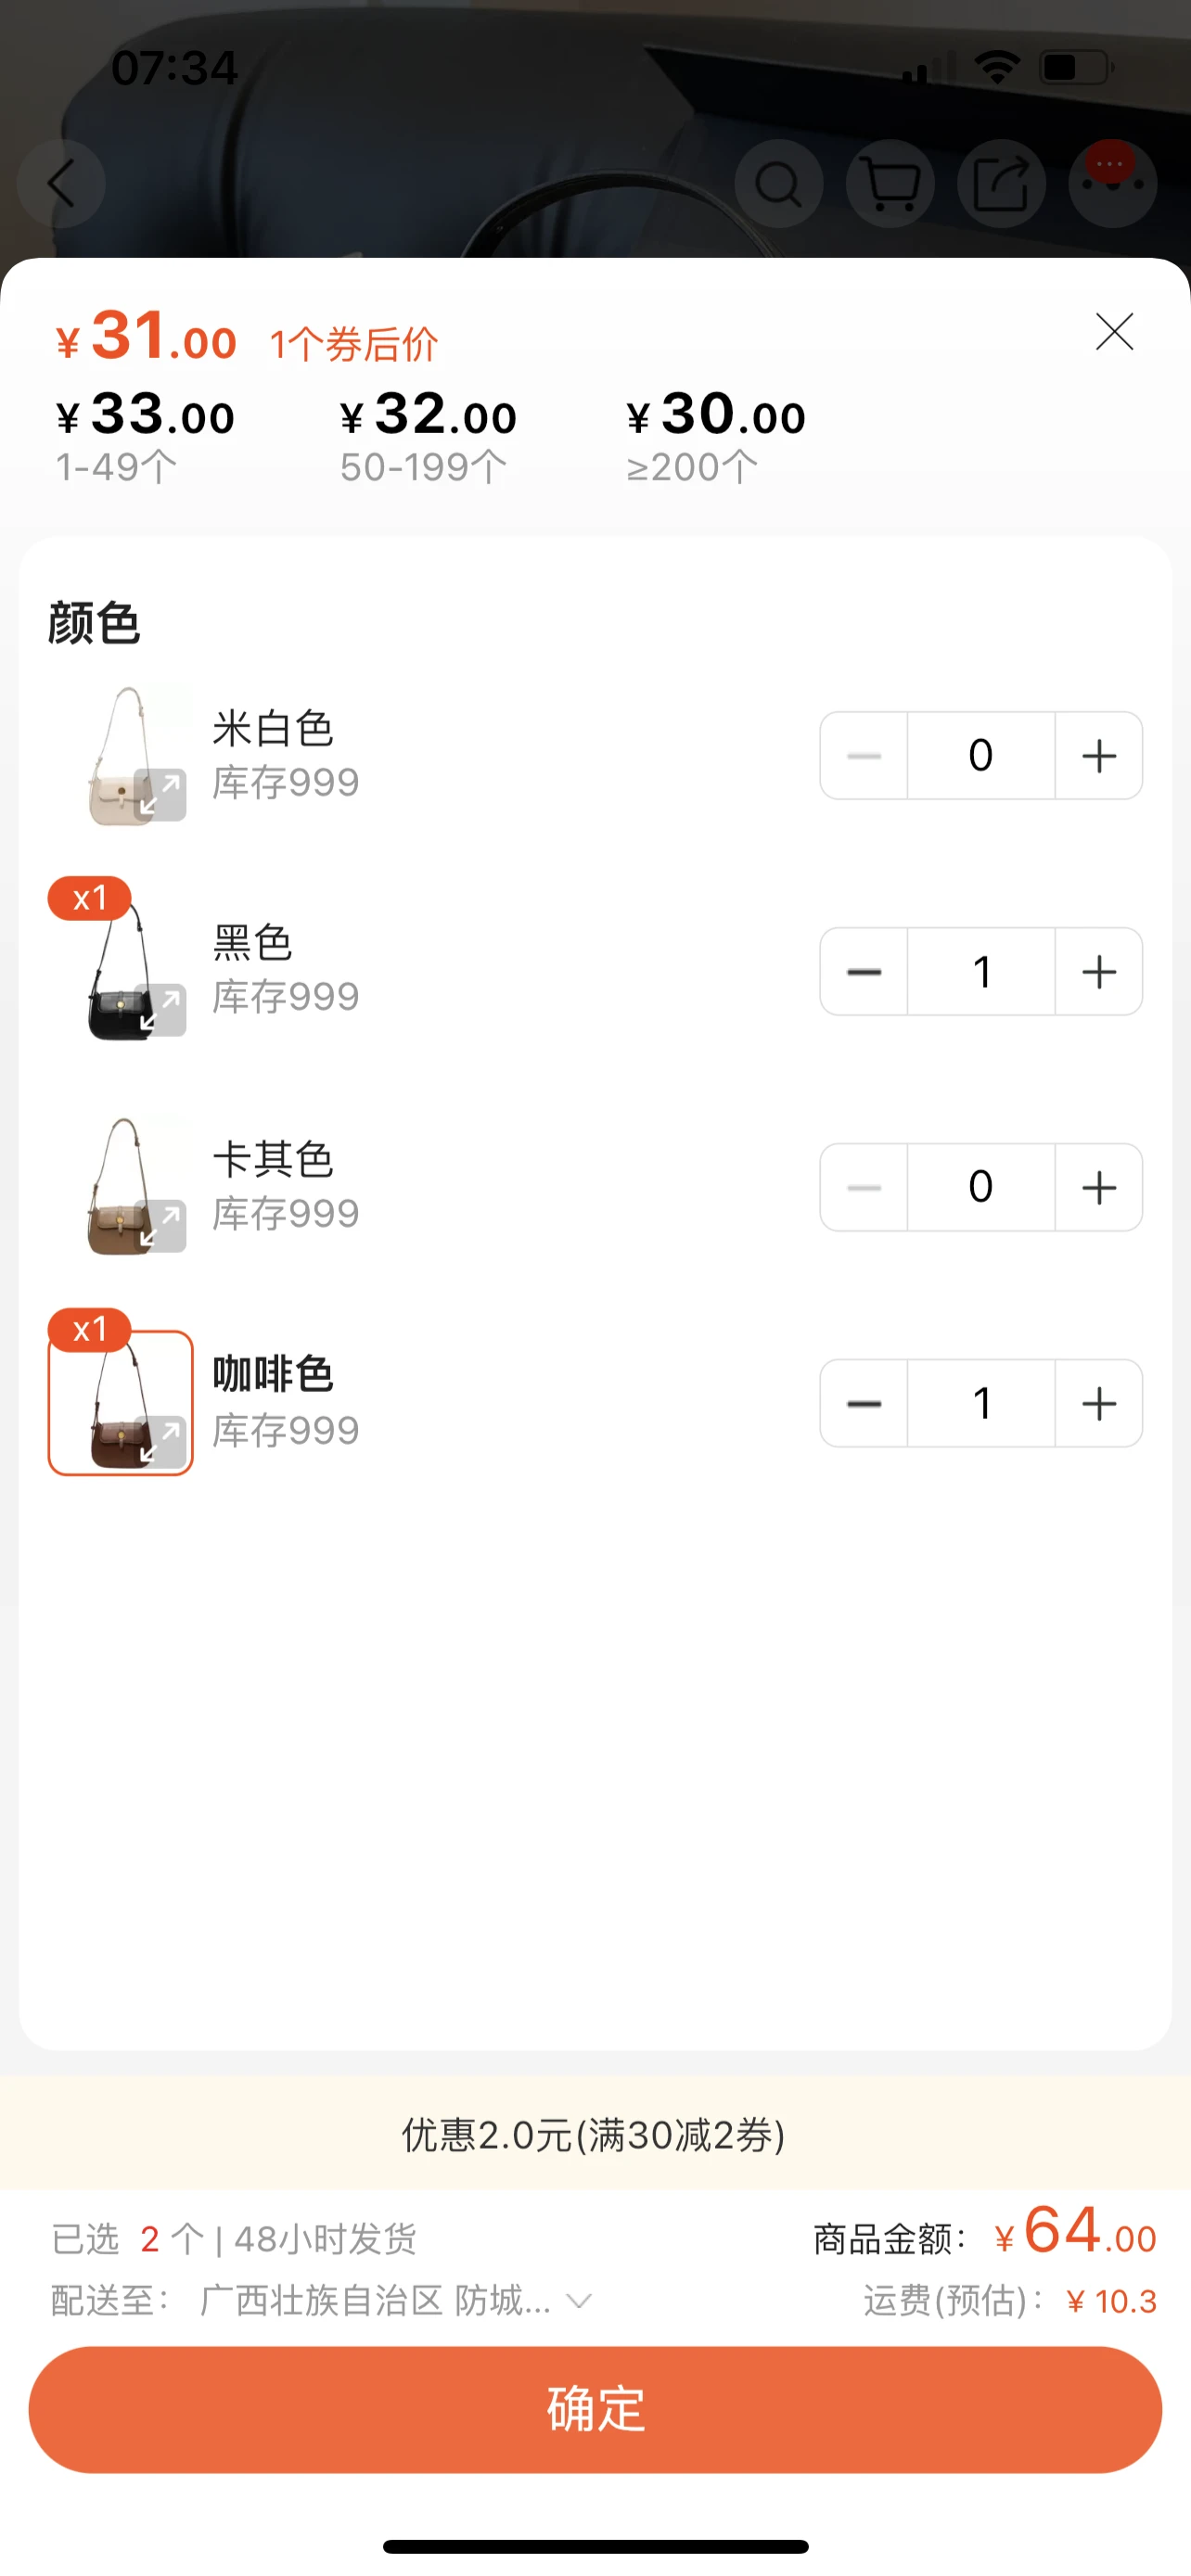 07:34
¥31.00 1个券后价
¥33.00 ¥32.00 ¥30.00
1-49个 50-199个 ≥200个
颜色
米白色
库存999
0
x1
黑色
库存999
1
卡其色
库存999
0
x1
咖啡色
库存999
1
优惠2.0元(满30减2券)
已选 2 个 | 48小时发货 商品金额: ¥64.00
配送至: 广西壮族自治区 防城... 运费(预估): ¥10.3
确定